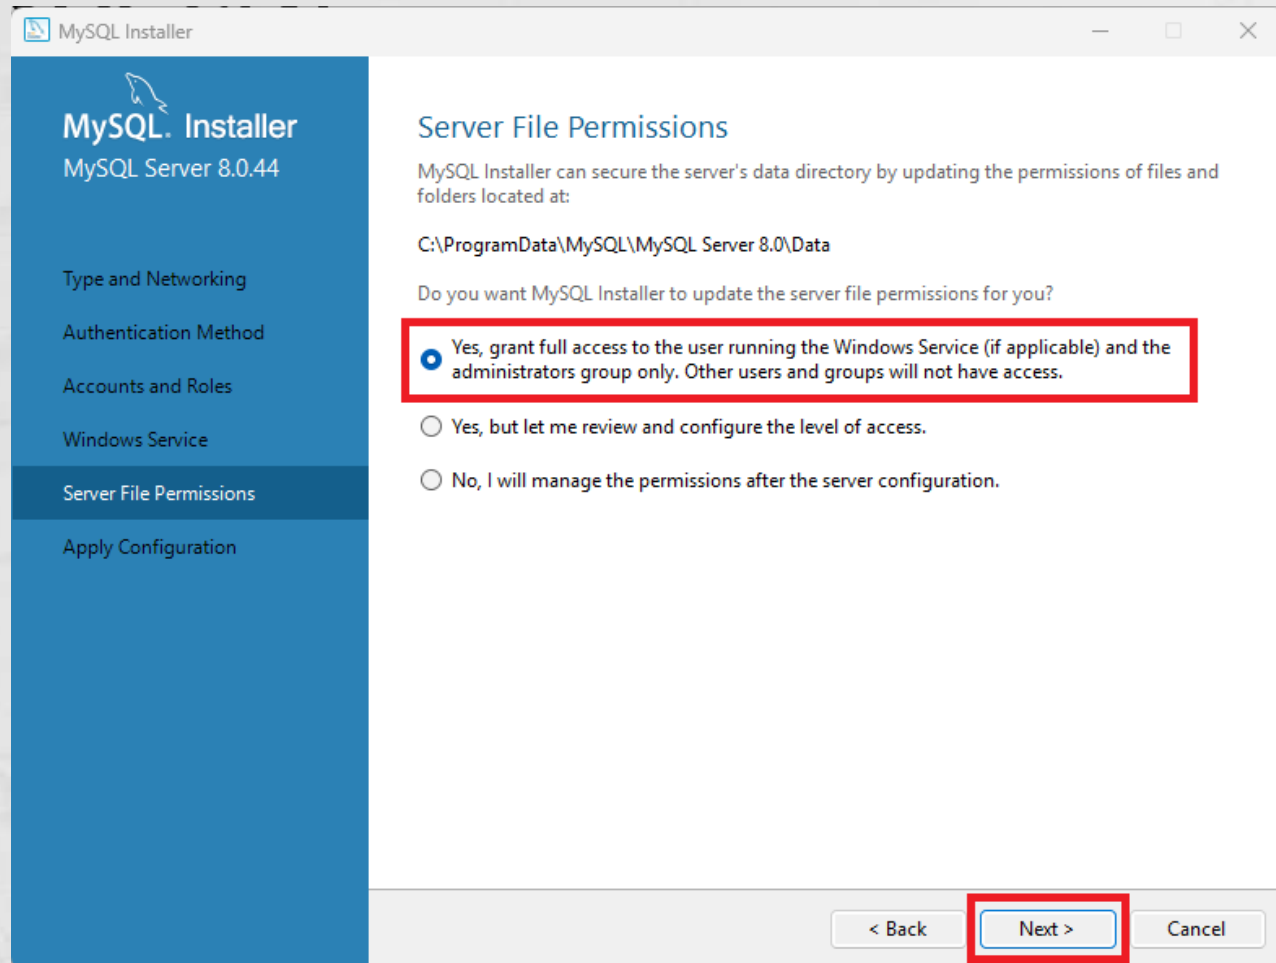 MySQL Installer
MySQL. Installer
MySQL Server 8.0.44
Type and Networking
Authentication Method
Accounts and Roles
Windows Service
Server File Permissions
Apply Configuration
Server File Permissions
MySQL Installer can secure the server's data directory by updating the permissions of files and
folders located at:
C:\ProgramData\MySQL\MySQL Server 8.0\Data
Do you want MySQL Installer to update the server file permissions for you?
Yes, grant full access to the user running the Windows Service (if applicable) and the
administrators group only. Other users and groups will not have access.
Yes, but let me review and configure the level of access.
No, I will manage the permissions after the server configuration.
< Back
Next >
Cancel